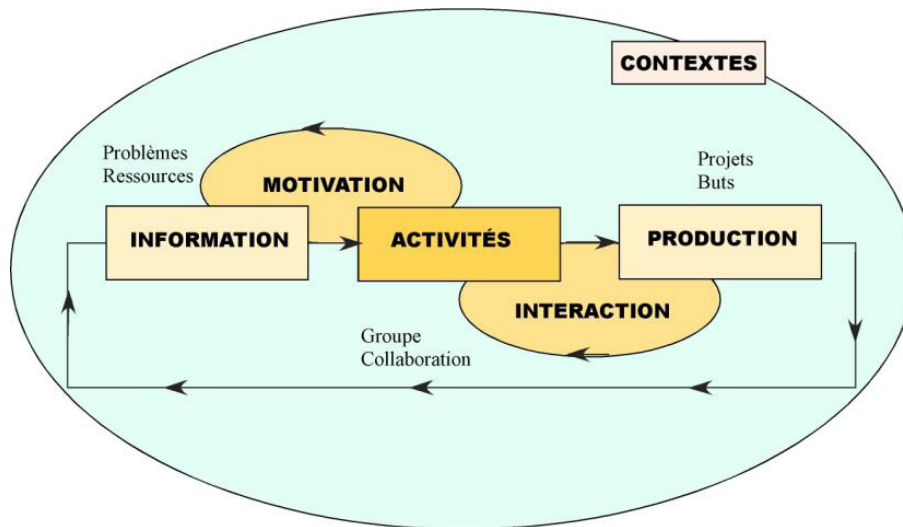 CONTEXTES
Problèmes
Ressources
MOTIVATION
Projets
Buts
INFORMATION
ACTIVITÉS
PRODUCTION
INTERACTION
Groupe
Collaboration